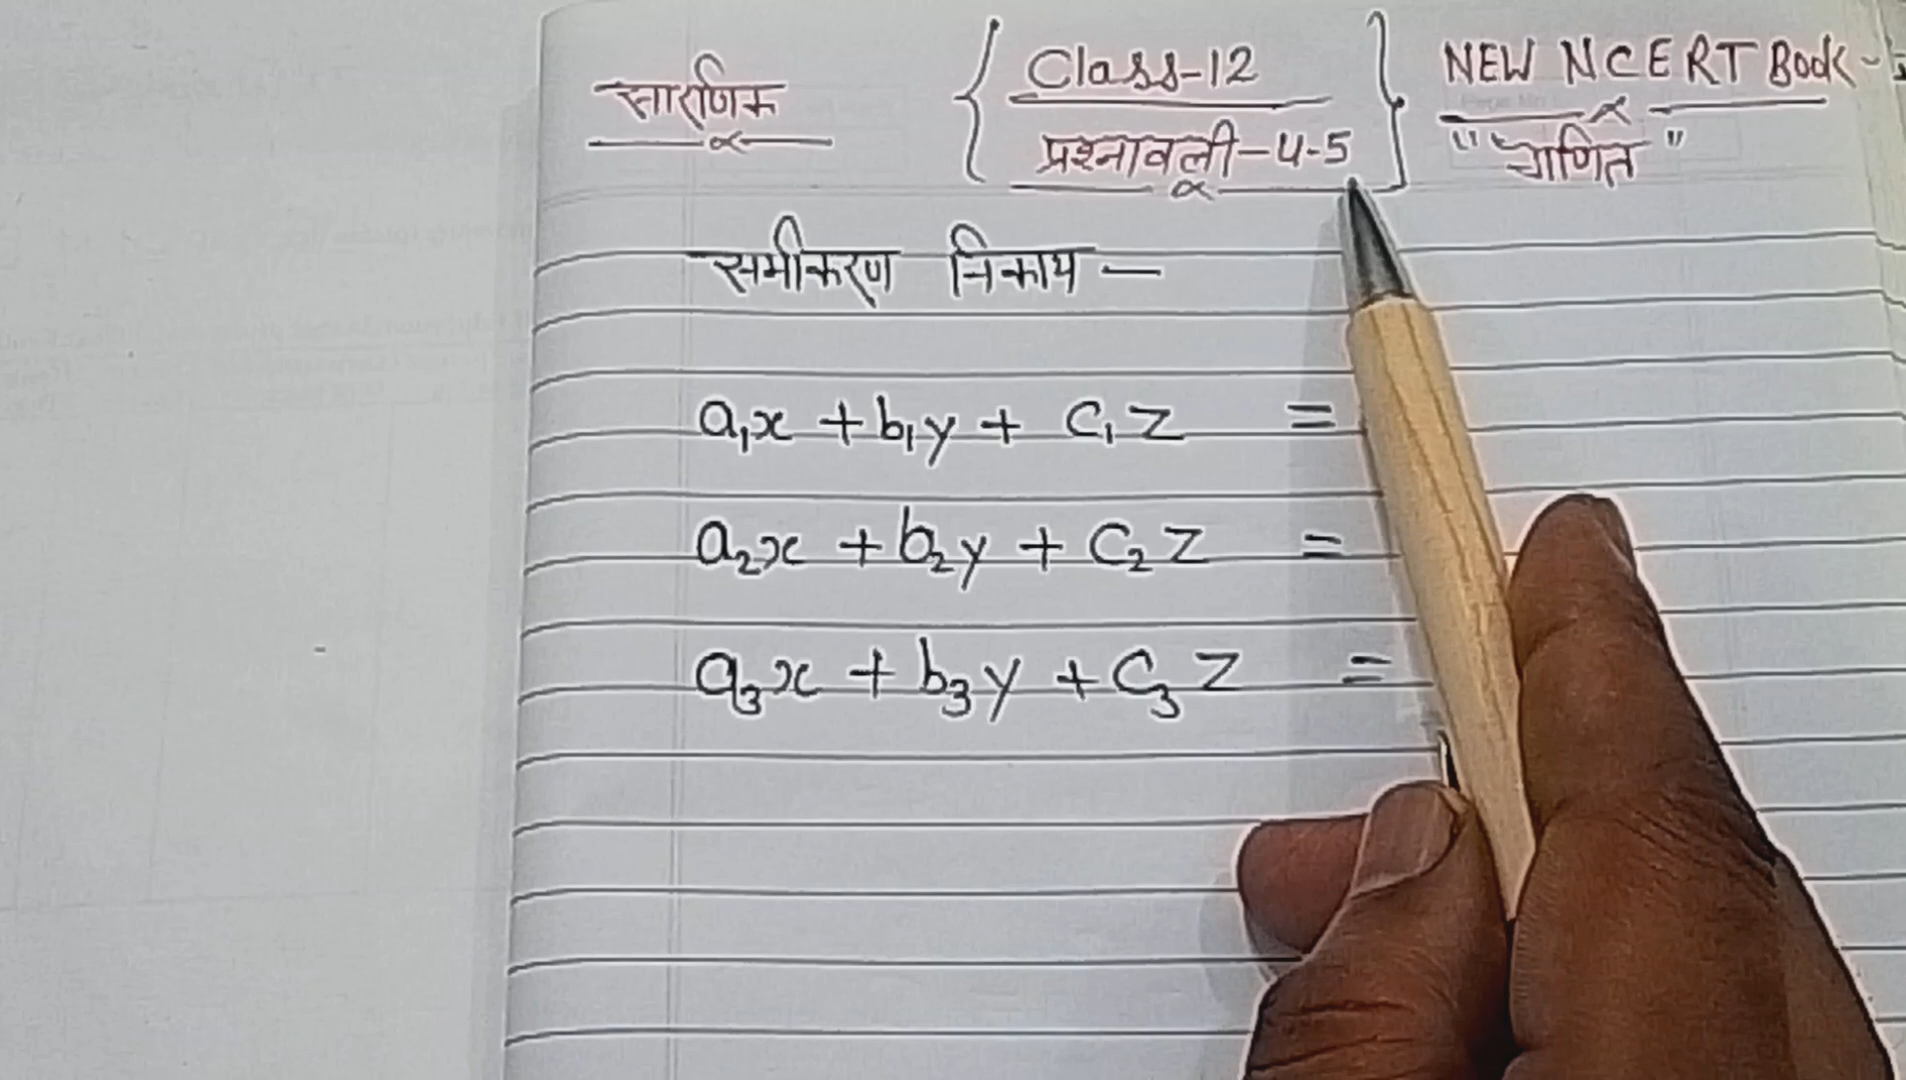 सारणिक
Class-12
प्रश्नावली-4-5
NEW NCERT Book -
"गणित"
समीकरण निकाय —
a₁x + b₁y + c₁z =
a₂x + b₂y + c₂z =
a₃x + b₃y + c₃z =